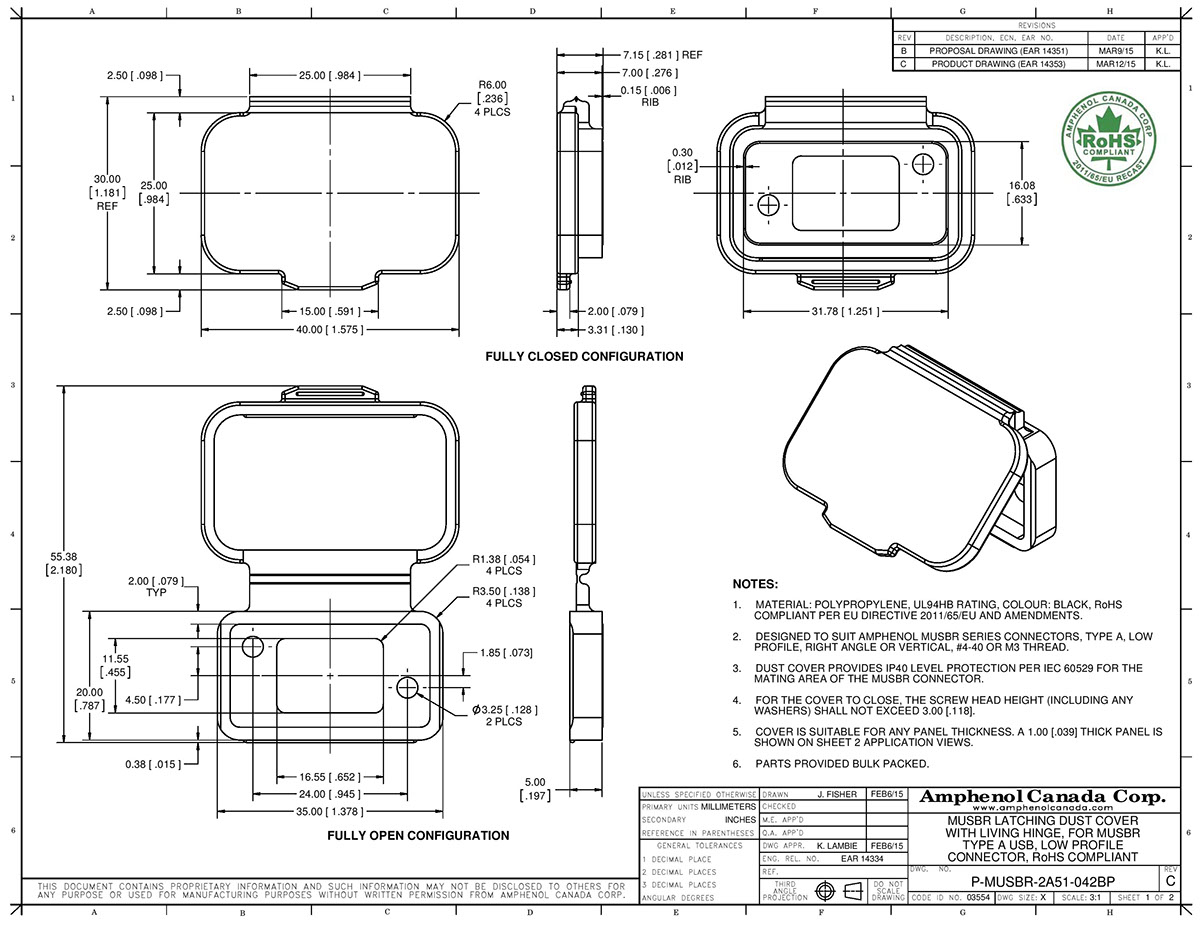 A B C D E F G H
REVISIONS
REV DESCRIPTION, ECN, EAR NO. DATE APP'D
B PROPOSAL DRAWING (EAR 14351) MAR9/15 K.L.
C PRODUCT DRAWING (EAR 14353) MAR12/15 K.L.
1
2
3
4
5
6
1
2
3
4
5
6
2.50 [ .098 ]
25.00 [ .984 ]
R6.00
[.236]
4 PLCS
30.00
[1.181]
REF
25.00
[.984]
2.50 [ .098 ]
15.00 [ .591 ]
40.00 [ 1.575 ]
7.15 [ .281 ] REF
7.00 [ .276 ]
0.15 [ .006 ]
RIB
2.00 [ .079 ]
3.31 [ .130 ]
0.30
[.012]
RIB
16.08
[.633]
31.78 [ 1.251 ]
AMPHENOL CANADA CORP
RoHS
COMPLIANT
2011/65/EU RECAST
FULLY CLOSED CONFIGURATION
55.38
[2.180]
2.00 [ .079 ]
TYP
R1.38 [ .054 ]
4 PLCS
R3.50 [ .138 ]
4 PLCS
11.55
[.455]
1.85 [.073]
20.00
[.787]
4.50 [ .177 ]
Ø3.25 [ .128 ]
2 PLCS
0.38 [ .015 ]
16.55 [ .652 ]
24.00 [ .945 ]
35.00 [ 1.378 ]
5.00
[.197]
FULLY OPEN CONFIGURATION
NOTES:
1. MATERIAL: POLYPROPYLENE, UL94HB RATING, COLOUR: BLACK, RoHS
COMPLIANT PER EU DIRECTIVE 2011/65/EU AND AMENDMENTS.
2. DESIGNED TO SUIT AMPHENOL MUSBR SERIES CONNECTORS, TYPE A, LOW
PROFILE, RIGHT ANGLE OR VERTICAL, #4-40 OR M3 THREAD.
3. DUST COVER PROVIDES IP40 LEVEL PROTECTION PER IEC 60529 FOR THE
MATING AREA OF THE MUSBR CONNECTOR.
4. FOR THE COVER TO CLOSE, THE SCREW HEAD HEIGHT (INCLUDING ANY
WASHERS) SHALL NOT EXCEED 3.00 [.118].
5. COVER IS SUITABLE FOR ANY PANEL THICKNESS. A 1.00 [.039] THICK PANEL IS
SHOWN ON SHEET 2 APPLICATION VIEWS.
6. PARTS PROVIDED BULK PACKED.
UNLESS SPECIFIED OTHERWISE
PRIMARY UNITS MILLIMETERS
SECONDARY INCHES
REFERENCE IN PARENTHESES
GENERAL TOLERANCES
1 DECIMAL PLACE
2 DECIMAL PLACES
3 DECIMAL PLACES
ANGULAR DEGREES
DRAWN J. FISHER FEB6/15
CHECKED
M.E. APP'D
Q.A. APP'D
DWG APPR. K. LAMBIE FEB6/15
ENG. REL. NO. EAR 14334
REF.
THIRD
ANGLE
PROJECTION
DO NOT
SCALE
DRAWING
Amphenol Canada Corp.
www.amphenolcanada.com
MUSBR LATCHING DUST COVER
WITH LIVING HINGE, FOR MUSBR
TYPE A USB, LOW PROFILE
CONNECTOR, RoHS COMPLIANT
DWG. NO. REV
P-MUSBR-2A51-042BP C
CODE ID NO. 03554 DWG SIZE: X SCALE: 3:1 SHEET 1 OF 2
THIS DOCUMENT CONTAINS PROPRIETARY INFORMATION AND SUCH INFORMATION MAY NOT BE DISCLOSED TO OTHERS FOR
ANY PURPOSE OR USED FOR MANUFACTURING PURPOSES WITHOUT WRITTEN PERMISSION FROM AMPHENOL CANADA CORP.
A B C D E F G H